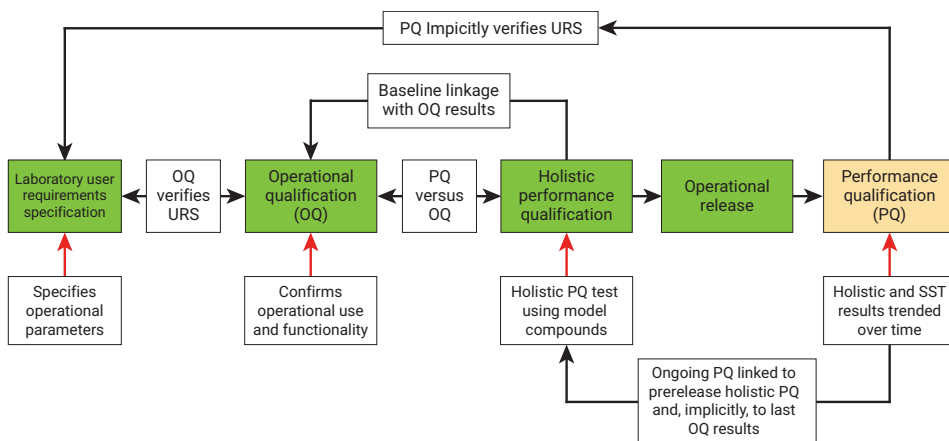 PQ Impicitly verifies URS
Baseline linkage
with OQ results
Laboratory user
requirements
specification
OQ
verifies
URS
Operational
qualification
(OQ)
PQ
versus
OQ
Holistic
performance
qualification
Operational
release
Performance
qualification
(PQ)
Specifies
operational
parameters
Confirms
operational use
and functionality
Holistic PQ test
using model
compounds
Holistic and SST
results trended
over time
Ongoing PQ linked to
prerelease holistic PQ
and, implicitly, to last
OQ results